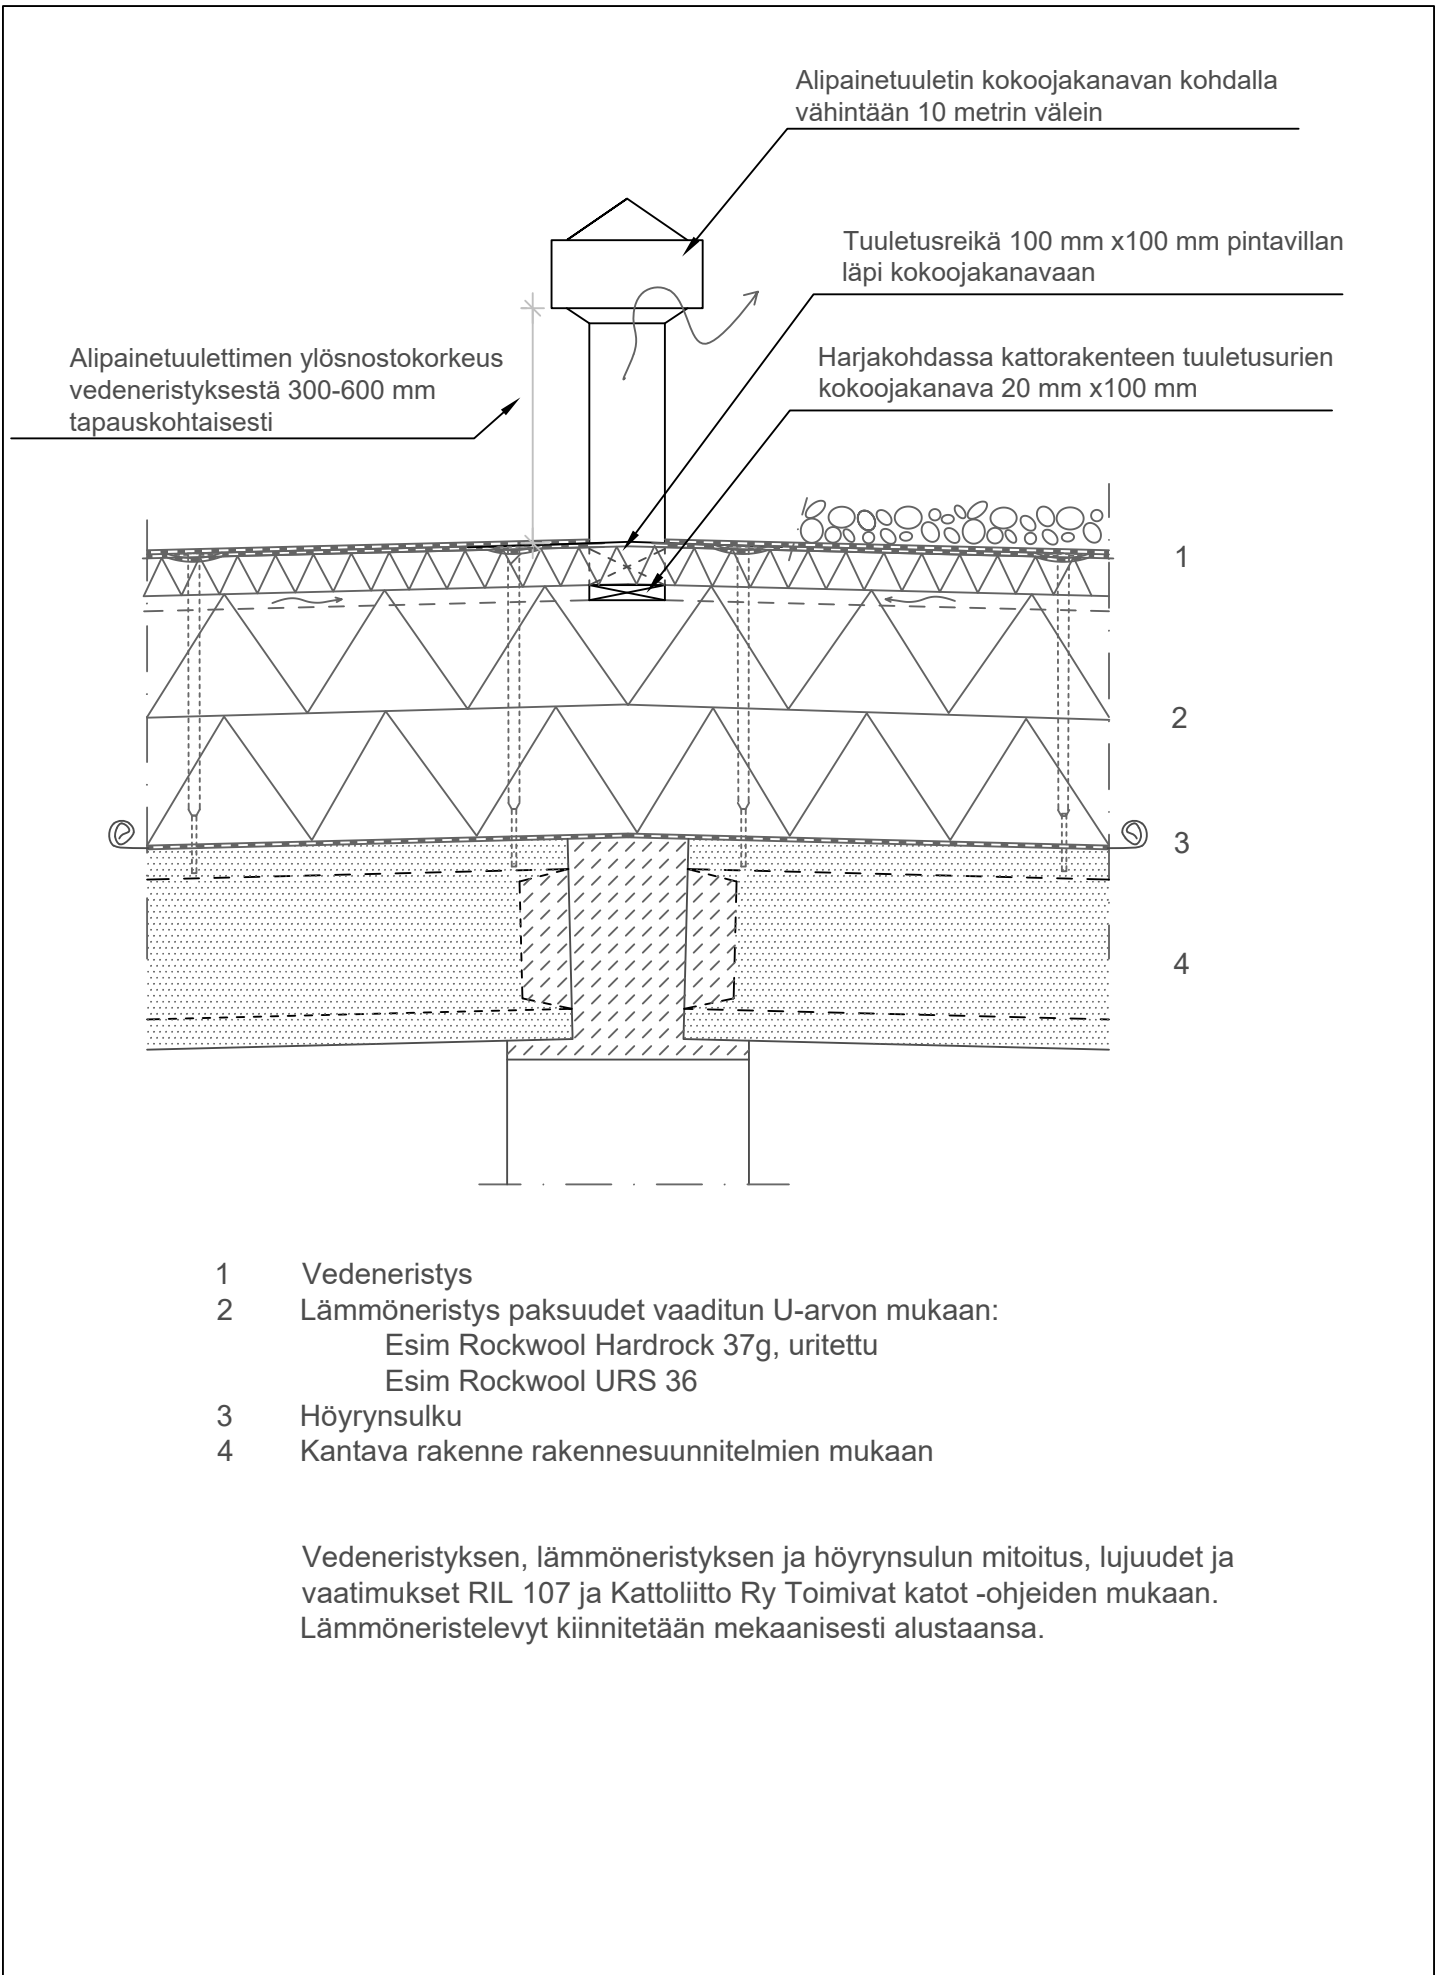 Alipainetuuletin kokoojakanavan kohdalla
vähintään 10 metrin välein
Tuuletusreikä 100 mm x100 mm pintavillan
läpi kokoojakanavaan
Alipainetuulettimen ylösnostokorkeus
vedeneristyksestä 300-600 mm
tapauskohtaisesti
Harjakohdassa kattorakenteen tuuletusurien
kokoojakanava 20 mm x100 mm
1
2
3
4
1 Vedeneristys
2 Lämmöneristys paksuudet vaaditun U-arvon mukaan:
Esim Rockwool Hardrock 37g, uritettu
Esim Rockwool URS 36
3 Höyrynsulku
4 Kantava rakenne rakennesuunnitelmien mukaan
Vedeneristyksen, lämmöneristyksen ja höyrynsulun mitoitus, lujuudet ja
vaatimukset RIL 107 ja Kattoliitto Ry Toimivat katot -ohjeiden mukaan.
Lämmöneristelevyt kiinnitetään mekaanisesti alustaansa.